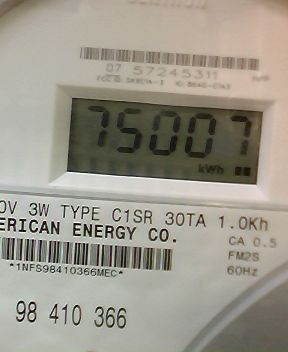 07 57245311
75007
kWh
0V 3W TYPE C1SR 30TA 1.0Kh
ERICAN ENERGY CO.
CA 0.5
FM2S
60Hz
*1NFS98410366MEC*
98 410 366